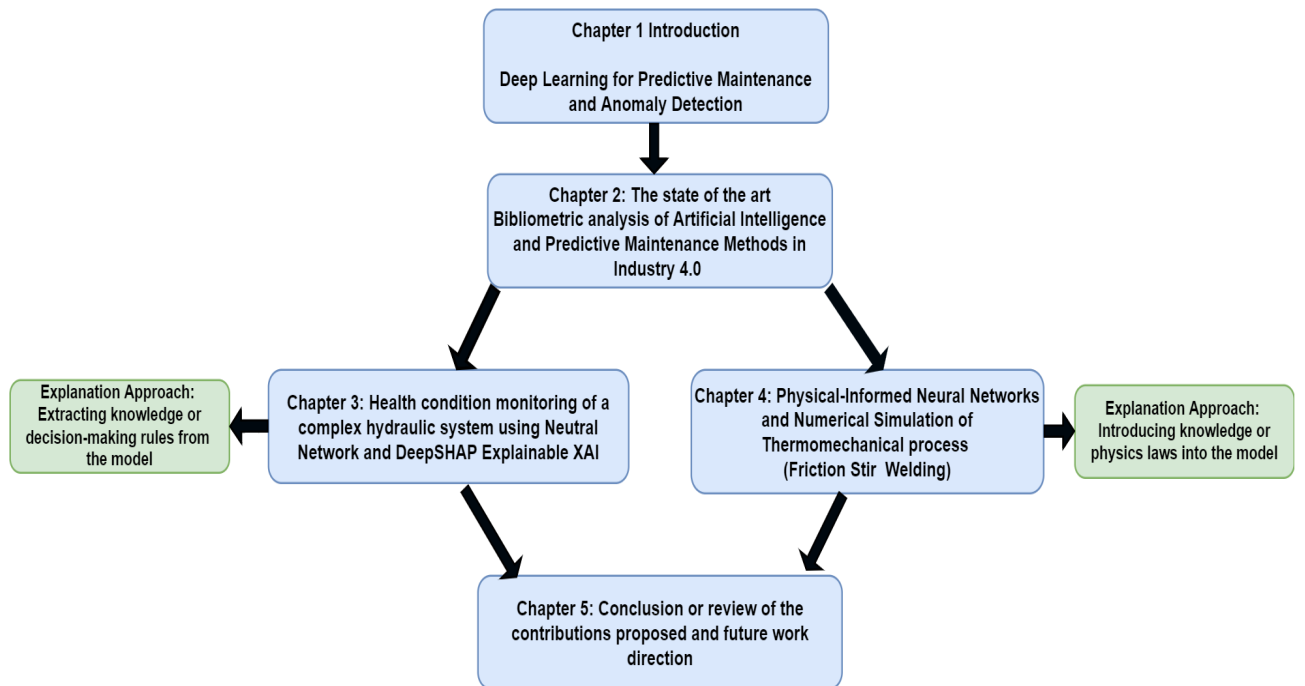 Chapter 1 Introduction
Deep Learning for Predictive Maintenance
and Anomaly Detection
Chapter 2: The state of the art
Bibliometric analysis of Artificial Intelligence
and Predictive Maintenance Methods in
Industry 4.0
Explanation Approach:
Extracting knowledge or
decision-making rules from
the model
Chapter 3: Health condition monitoring of a
complex hydraulic system using Neutral
Network and DeepSHAP Explainable XAI
Chapter 4: Physical-Informed Neural Networks
and Numerical Simulation of
Thermomechanical process
(Friction Stir Welding)
Explanation Approach:
Introducing knowledge or
physics laws into the model
Chapter 5: Conclusion or review of the
contributions proposed and future work
direction